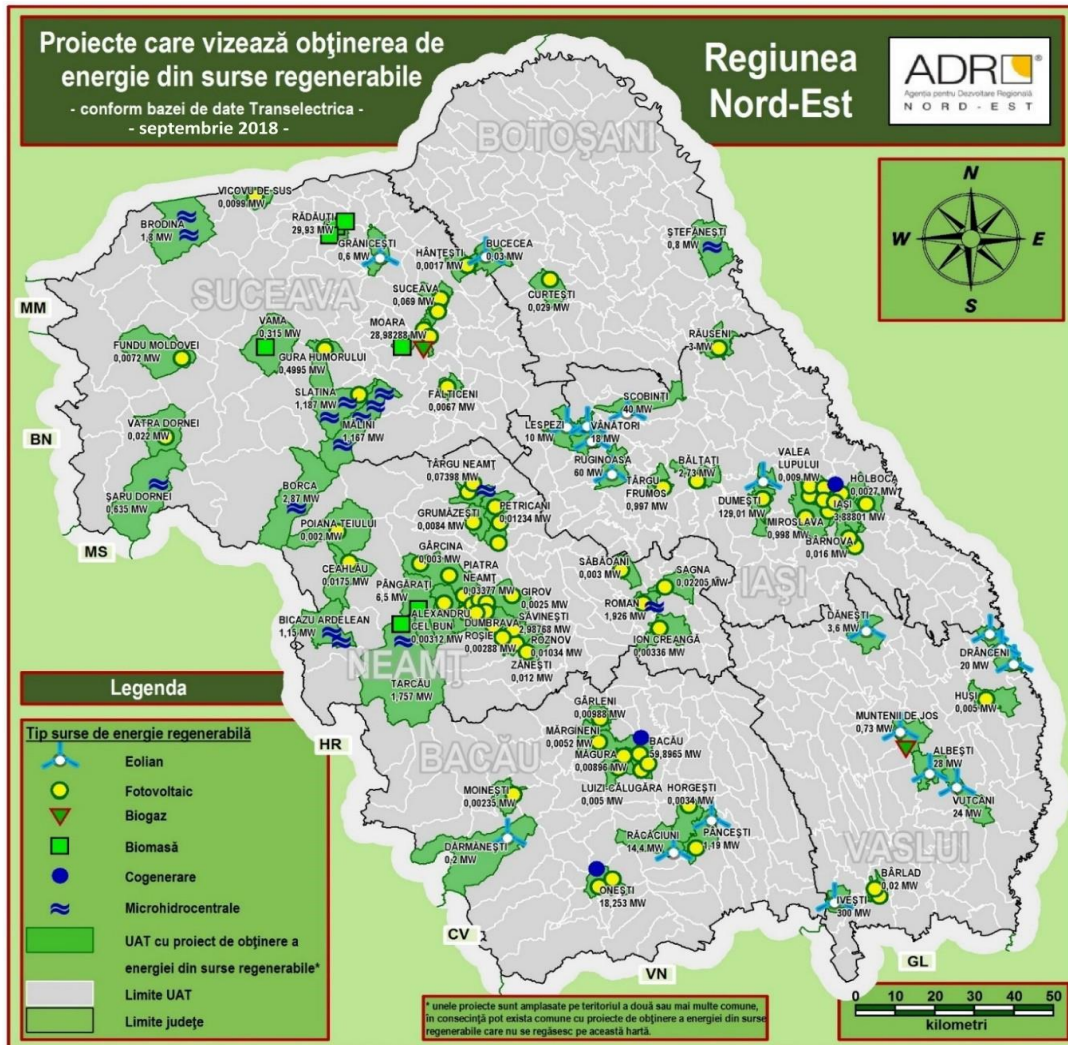 Proiecte care vizează obţinerea de
energie din surse regenerabile
- conform bazei de date Transelectrica -
- septembrie 2018 -
Regiunea
Nord-Est
ADR
Agenţia pentru Dezvoltare Regională
NORD-EST
N
W
E
S
BOTOŞANI
SUCEAVA
NEAMŢ
IAŞI
BACĂU
VASLUI
MM
BN
MS
HR
CV
VN
GL
VICOVU DE SUS
0,0099 MW
BRODINA
1,8 MW
RĂDĂUŢI
29,93 MW
GRĂNICEŞTI
0,6 MW
HĂNŢEŞTI
0,0017 MW
BUCECEA
0,03 MW
ŞTEFĂNEŞTI
0,8 MW
SUCEAVA
0,069 MW
CURTEŞTI
0,029 MW
MOARA
28,98288 MW
RĂUSENI
3 MW
VAMA
0,315 MW
FUNDU MOLDOVEI
0,0072 MW
GURA HUMORULUI
0,4995 MW
SLATINA
1,187 MW
FĂLTICENI
0,0067 MW
MĂLINI
1,167 MW
VATRA DORNEI
0,022 MW
ŞARU DORNEI
0,635 MW
SCOBINŢI
40 MW
LESPEZI
10 MW
VÂNĂTORI
18 MW
RUGINOASA
60 MW
TÂRGU
FRUMOS
0,997 MW
BĂLŢAŢI
2,73 MW
VALEA
LUPULUI
0,009 MW
HOLBOCA
0,0027 MW
DUMEŞTI
129,01 MW
IAŞI
3,88801 MW
MIROSLAVA
0,998 MW
BÂRNOVA
0,016 MW
BORCA
2,87 MW
TÂRGU NEAMŢ
0,07398 MW
PETRICANI
0,01234 MW
GRUMĂZEŞTI
0,0084 MW
POIANA TEIULUI
0,002 MW
GÂRCINA
0,003 MW
CEAHLĂU
0,0175 MW
PIATRA
NEAMŢ
0,03377 MW
PÂNGĂRAŢI
6,5 MW
GIROV
0,0025 MW
ALEXANDRU
CEL BUN
0,00312 MW
SĂVINEŞTI
2,98768 MW
DUMBRAVA
ROŞIE
0,00288 MW
ROZNOV
0,01034 MW
ZĂNEŞTI
0,012 MW
BICAZU ARDELEAN
1,15 MW
TARCĂU
1,757 MW
SĂBĂOANI
0,003 MW
SAGNA
0,02205 MW
ROMAN
1,926 MW
ION CREANGĂ
0,00336 MW
DĂNEŞTI
3,6 MW
DRÂNCENI
20 MW
HUŞI
0,005 MW
MUNTENII DE JOS
0,73 MW
ALBEŞTI
28 MW
VUTCANI
24 MW
BÂRLAD
0,02 MW
IVEŞTI
300 MW
GÂRLENI
0,00988 MW
MĂRGINENI
0,0052 MW
BACĂU
59,8965 MW
MĂGURA
0,00896 MW
LUIZI-CĂLUGĂRA
0,005 MW
MOINEŞTI
0,00235 MW
HORGEŞTI
0,0034 MW
DĂRMĂNEŞTI
0,2 MW
RĂCĂCIUNI
14,4 MW
PÂNCEŞTI
1,19 MW
ONEŞTI
18,253 MW
Legenda
Tip surse de energie regenerabilă
Eolian
Fotovoltaic
Biogaz
Biomasă
Cogenerare
Microhidrocentrale
UAT cu proiect de obţinere a
energiei din surse regenerabile*
Limite UAT
Limite judeţe
* unele proiecte sunt amplasate pe teritoriul a două sau mai multe comune,
în consecinţă pot exista comune cu proiecte de obţinere a energiei din surse
regenerabile care nu se regăsesc pe această hartă.
0 10 20 30 40 50
kilometri